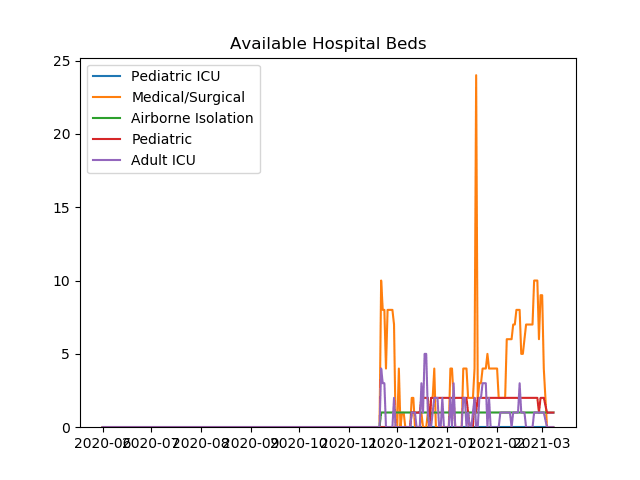 Available Hospital Beds
Pediatric ICU
Medical/Surgical
Airborne Isolation
Pediatric
Adult ICU
25
20
15
10
5
0
2020-06 2020-07 2020-08 2020-09 2020-10 2020-11 2020-12 2021-01 2021-02 2021-03